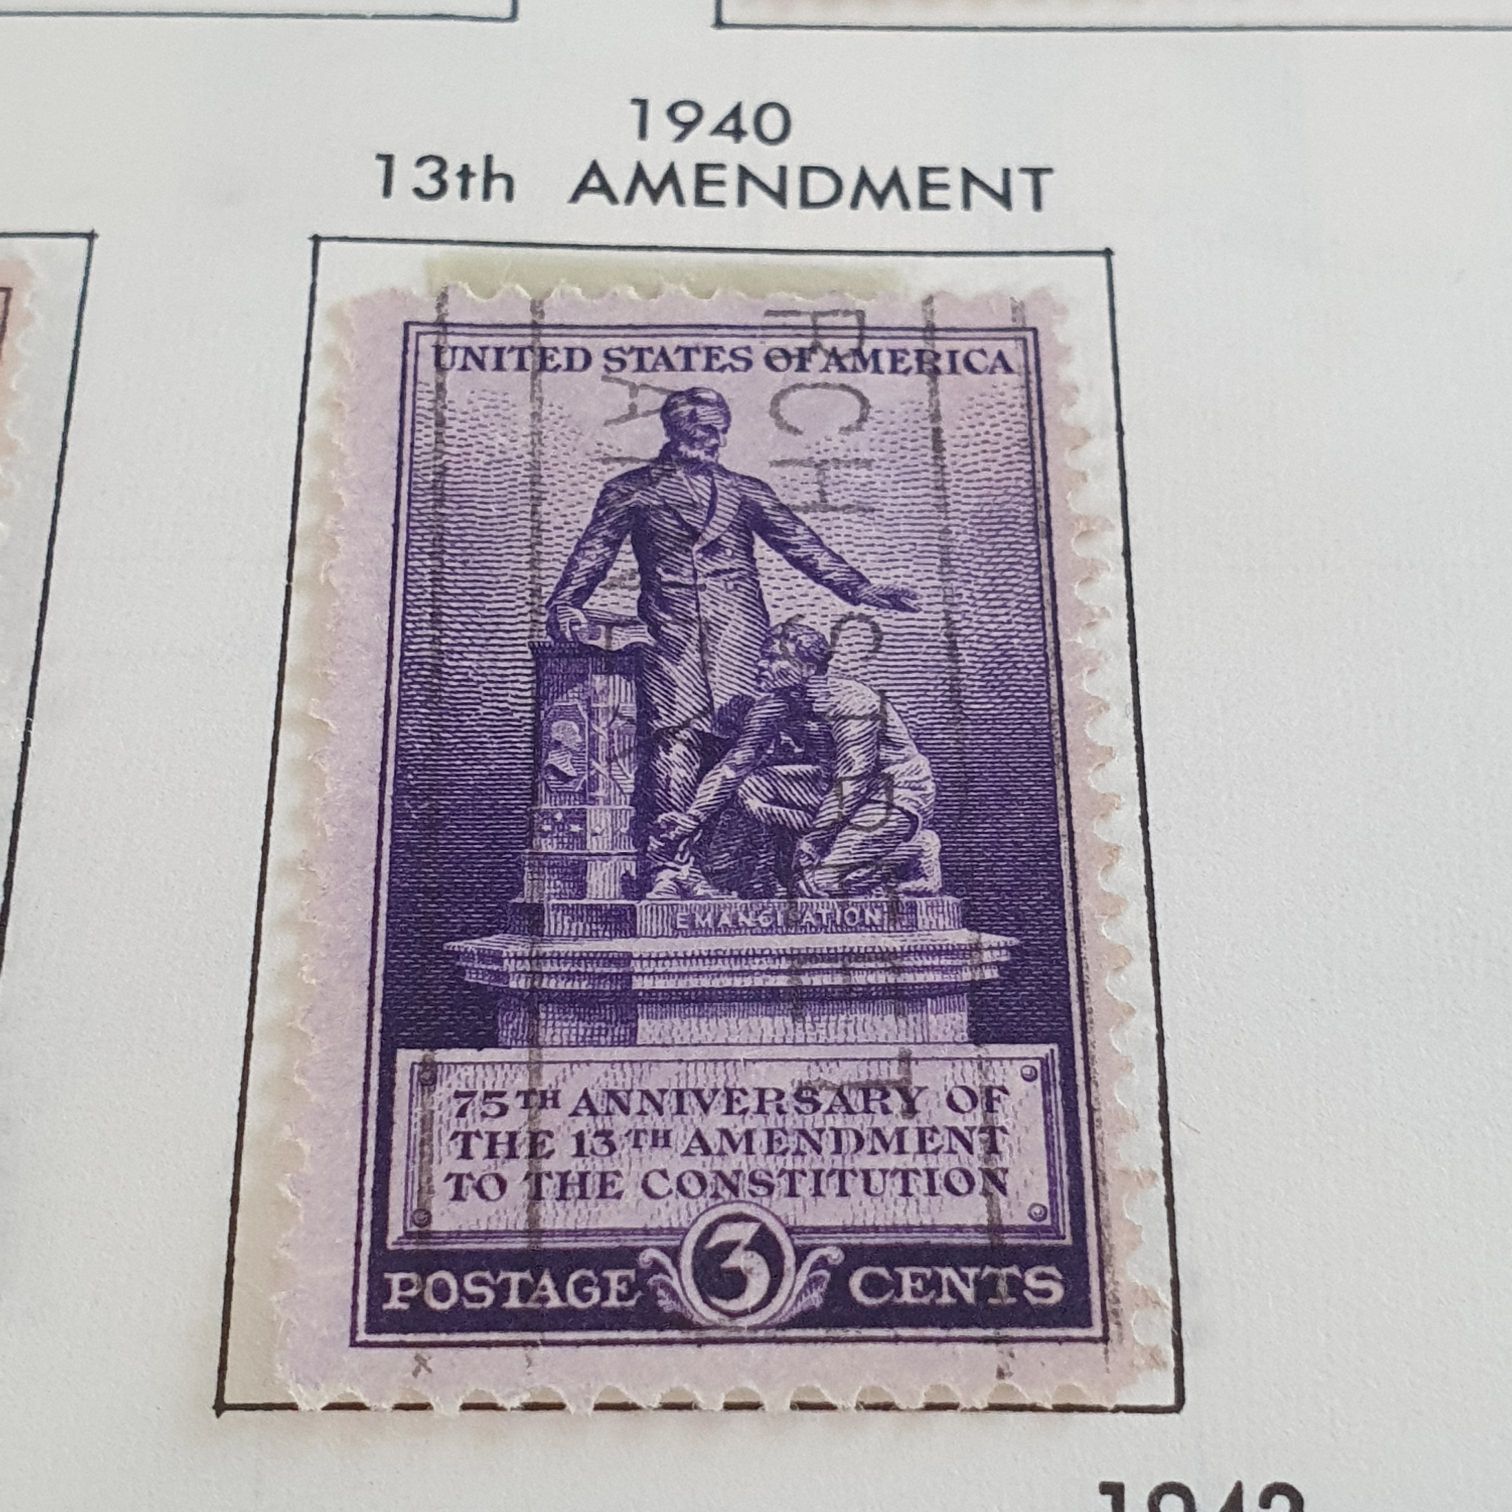 1940
13th AMENDMENT
UNITED STATES OF AMERICA
EMANCIPATION
75TH ANNIVERSARY OF
THE 13TH AMENDMENT
TO THE CONSTITUTION
POSTAGE 3 CENTS